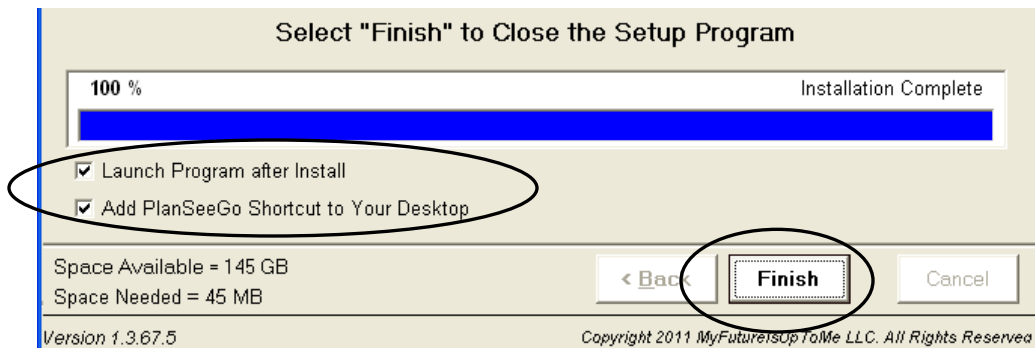 Select "Finish" to Close the Setup Program
100 % Installation Complete
Launch Program after Install
Add PlanSeeGo Shortcut to Your Desktop
Space Available = 145 GB
Space Needed = 45 MB
< Back Finish Cancel
Version 1.3.67.5 Copyright 2011 MyFutureIsUpToMe LLC. All Rights Reserved